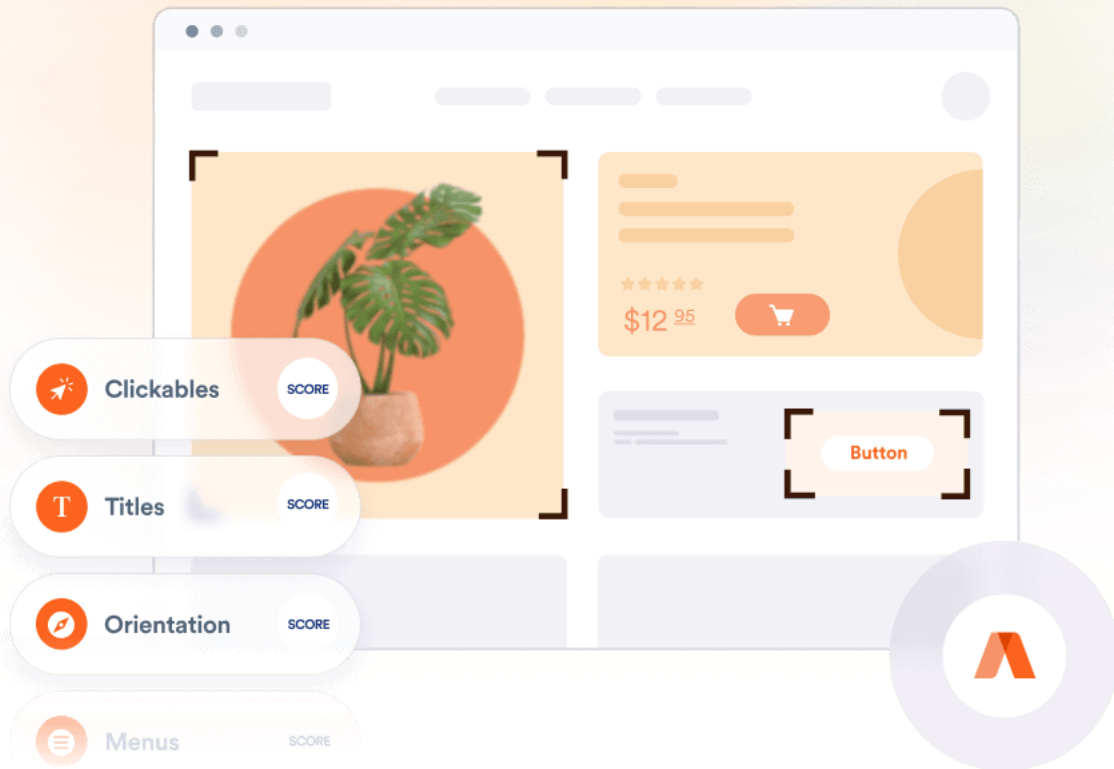 $12 95
Clickables
SCORE
Button
T
Titles
SCORE
Orientation
SCORE
Menus
SCORE